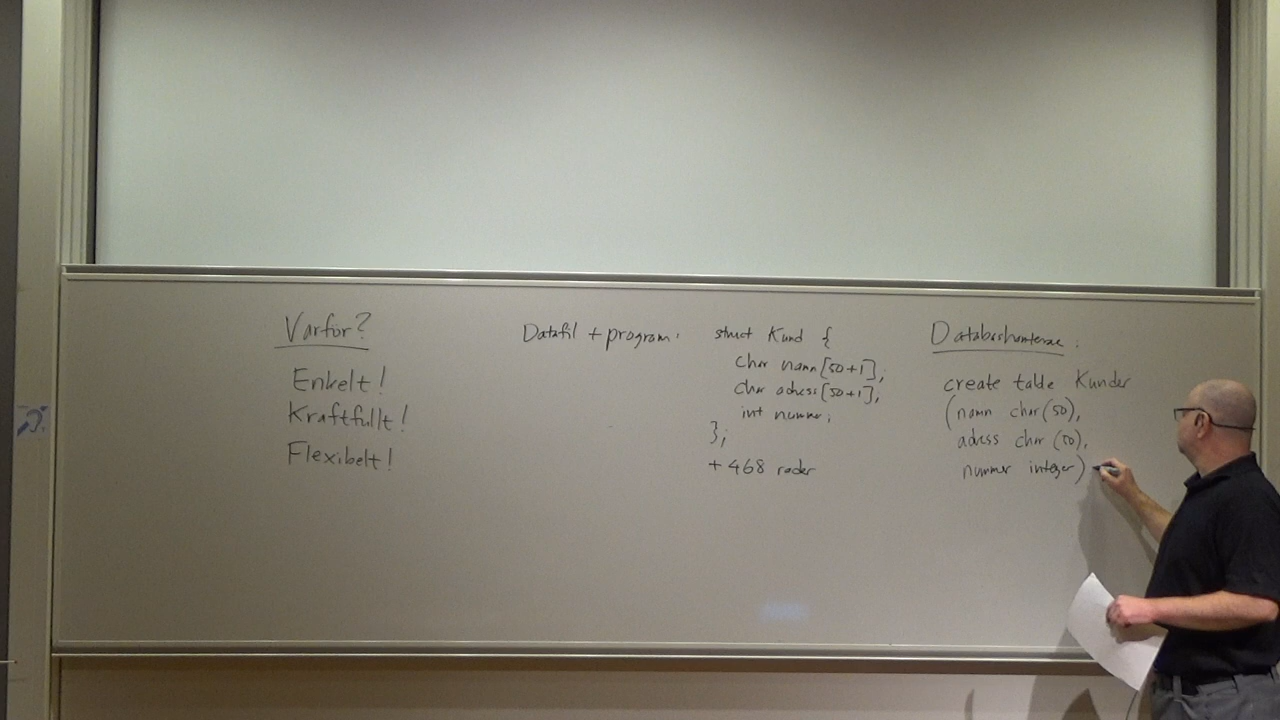 Varför?
Enkelt!
Kraftfullt!
Flexibelt!
Datafil + program:
struct Kund {
char namn[50+1];
char adress[50+1];
int nummer;
};
+ 468 rader
Databashanterare:
create table Kunder
(namn char(50),
adress char(50),
nummer integer)